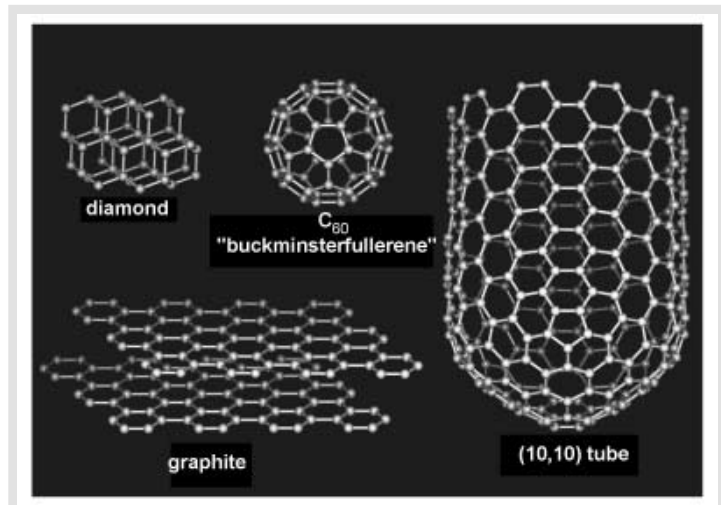 diamond
C₆₀
"buckminsterfullerene"
graphite
(10,10) tube